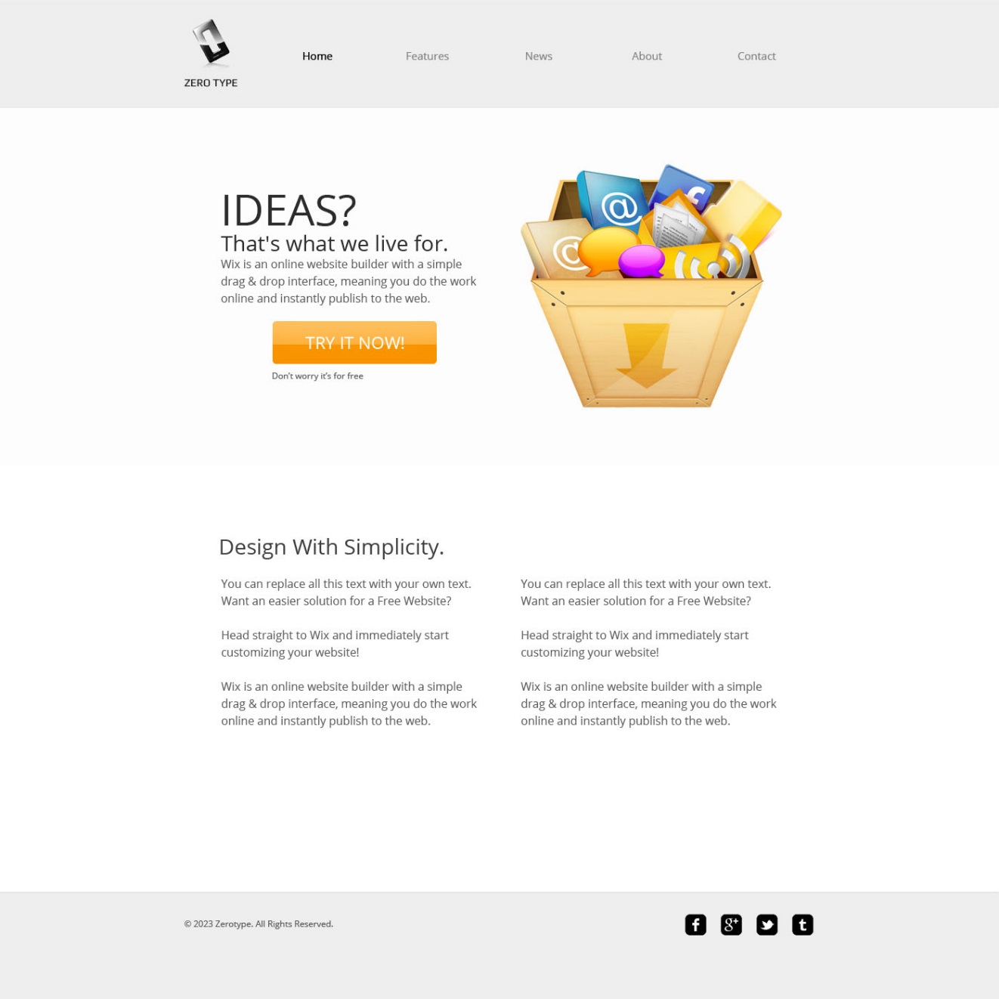 ZERO TYPE
Home
Features
News
About
Contact
IDEAS?
That's what we live for.
Wix is an online website builder with a simple
drag & drop interface, meaning you do the work
online and instantly publish to the web.
TRY IT NOW!
Don't worry it's for free
Design With Simplicity.
You can replace all this text with your own text.
Want an easier solution for a Free Website?
Head straight to Wix and immediately start
customizing your website!
Wix is an online website builder with a simple
drag & drop interface, meaning you do the work
online and instantly publish to the web.
You can replace all this text with your own text.
Want an easier solution for a Free Website?
Head straight to Wix and immediately start
customizing your website!
Wix is an online website builder with a simple
drag & drop interface, meaning you do the work
online and instantly publish to the web.
© 2023 Zerotype. All Rights Reserved.